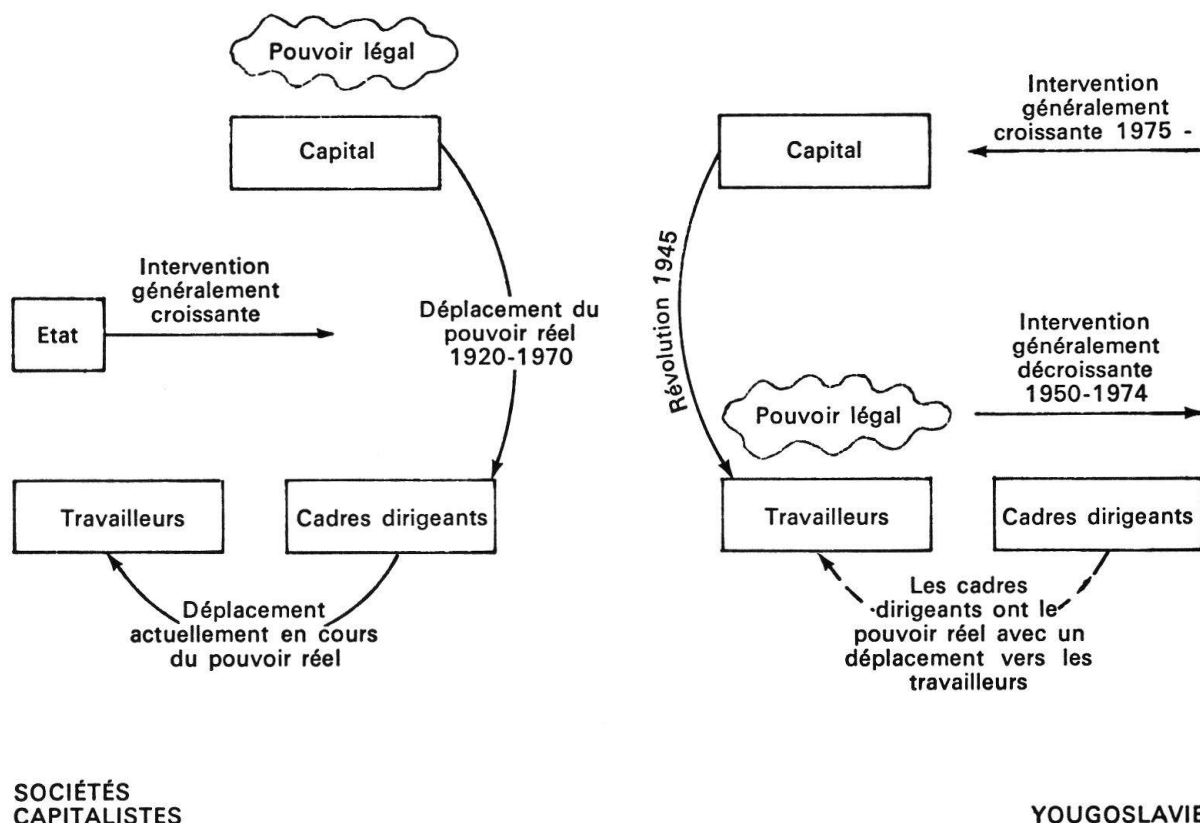 Pouvoir légal
Capital
Etat
Intervention
généralement
croissante
Déplacement du
pouvoir réel
1920-1970
Travailleurs
Cadres dirigeants
Déplacement
actuellement en cours
du pouvoir réel
SOCIÉTÉS
CAPITALISTES
Capital
Intervention
généralement
croissante 1975 -
Révolution 1945
Intervention
généralement
décroissante
1950-1974
Pouvoir légal
Travailleurs
Cadres dirigeants
Les cadres
dirigeants ont le
pouvoir réel avec un
déplacement vers les
travailleurs
YOUGOSLAVIE